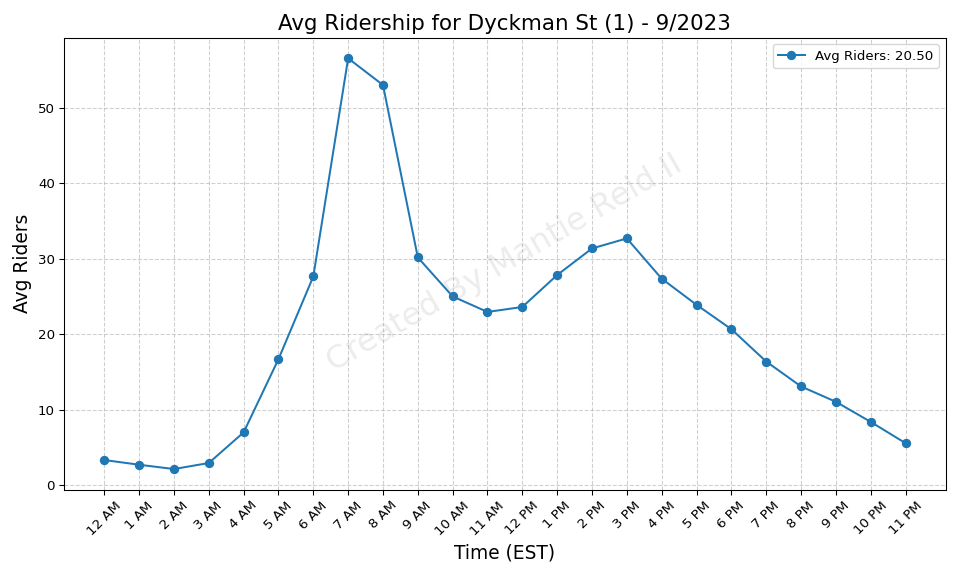 Avg Ridership for Dyckman St (1) - 9/2023
Avg Riders: 20.50
Avg Riders
50
40
30
20
10
0
Created By Mantie Reid II
12 AM
1 AM
2 AM
3 AM
4 AM
5 AM
6 AM
7 AM
8 AM
9 AM
10 AM
11 AM
12 PM
1 PM
2 PM
3 PM
4 PM
5 PM
6 PM
7 PM
8 PM
9 PM
10 PM
11 PM
Time (EST)